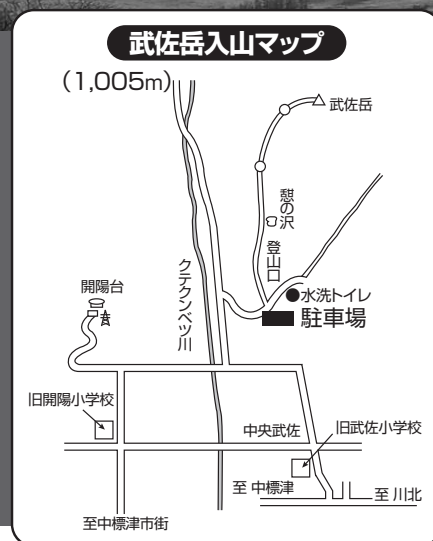 武佐岳入山マップ
(1,005m)
武佐岳
憩の沢
登山口
クテクンベツ川
水洗トイレ
駐車場
開陽台
旧開陽小学校
中央武佐
旧武佐小学校
至 中標津
至 川北
至中標津市街